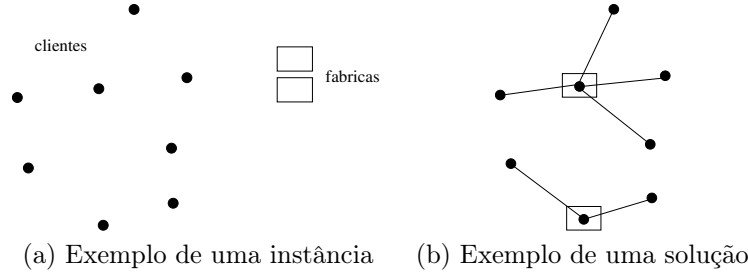 clientes
fabricas
(a) Exemplo de uma instância
(b) Exemplo de uma solução